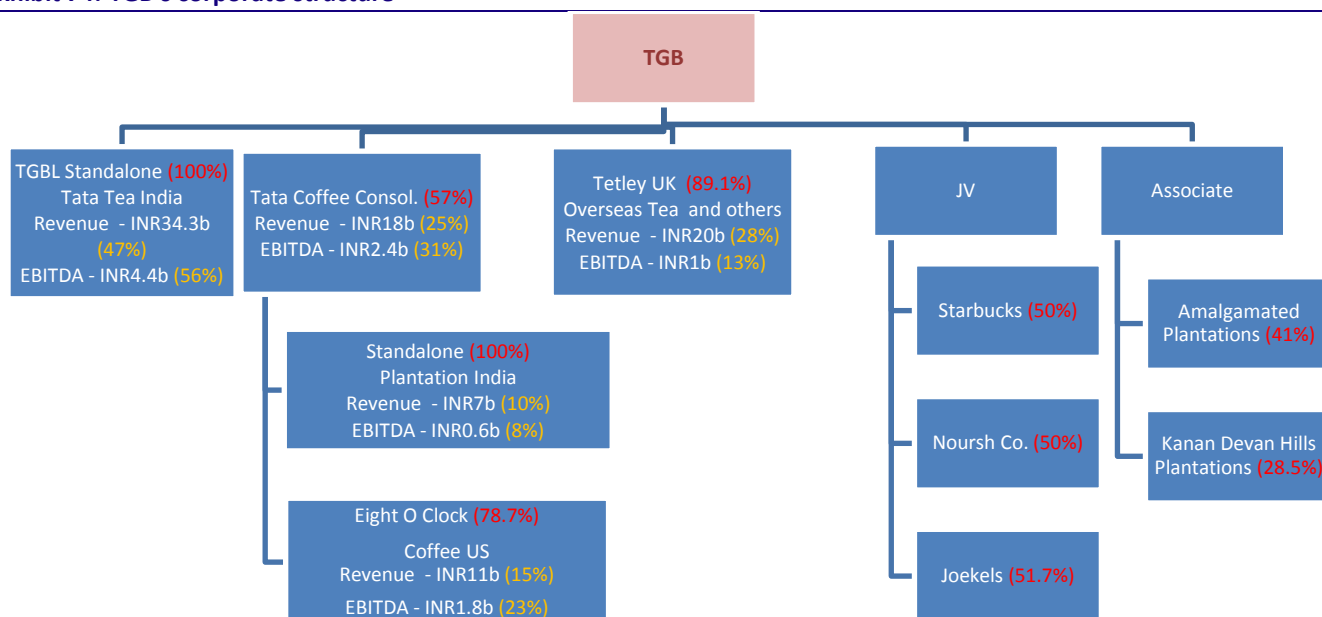 TGB
TGBL Standalone (100%)
Tata Tea India
Revenue - INR34.3b
(47%)
EBITDA - INR4.4b (56%)
Tata Coffee Consol. (57%)
Revenue - INR18b (25%)
EBITDA - INR2.4b (31%)
Tetley UK (89.1%)
Overseas Tea and others
Revenue - INR20b (28%)
EBITDA - INR1b (13%)
JV
Associate
Standalone (100%)
Plantation India
Revenue - INR7b (10%)
EBITDA - INR0.6b (8%)
Eight O Clock (78.7%)
Coffee US
Revenue - INR11b (15%)
EBITDA - INR1.8b (23%)
Starbucks (50%)
Noursh Co. (50%)
Joekels (51.7%)
Amalgamated
Plantations (41%)
Kanan Devan Hills
Plantations (28.5%)